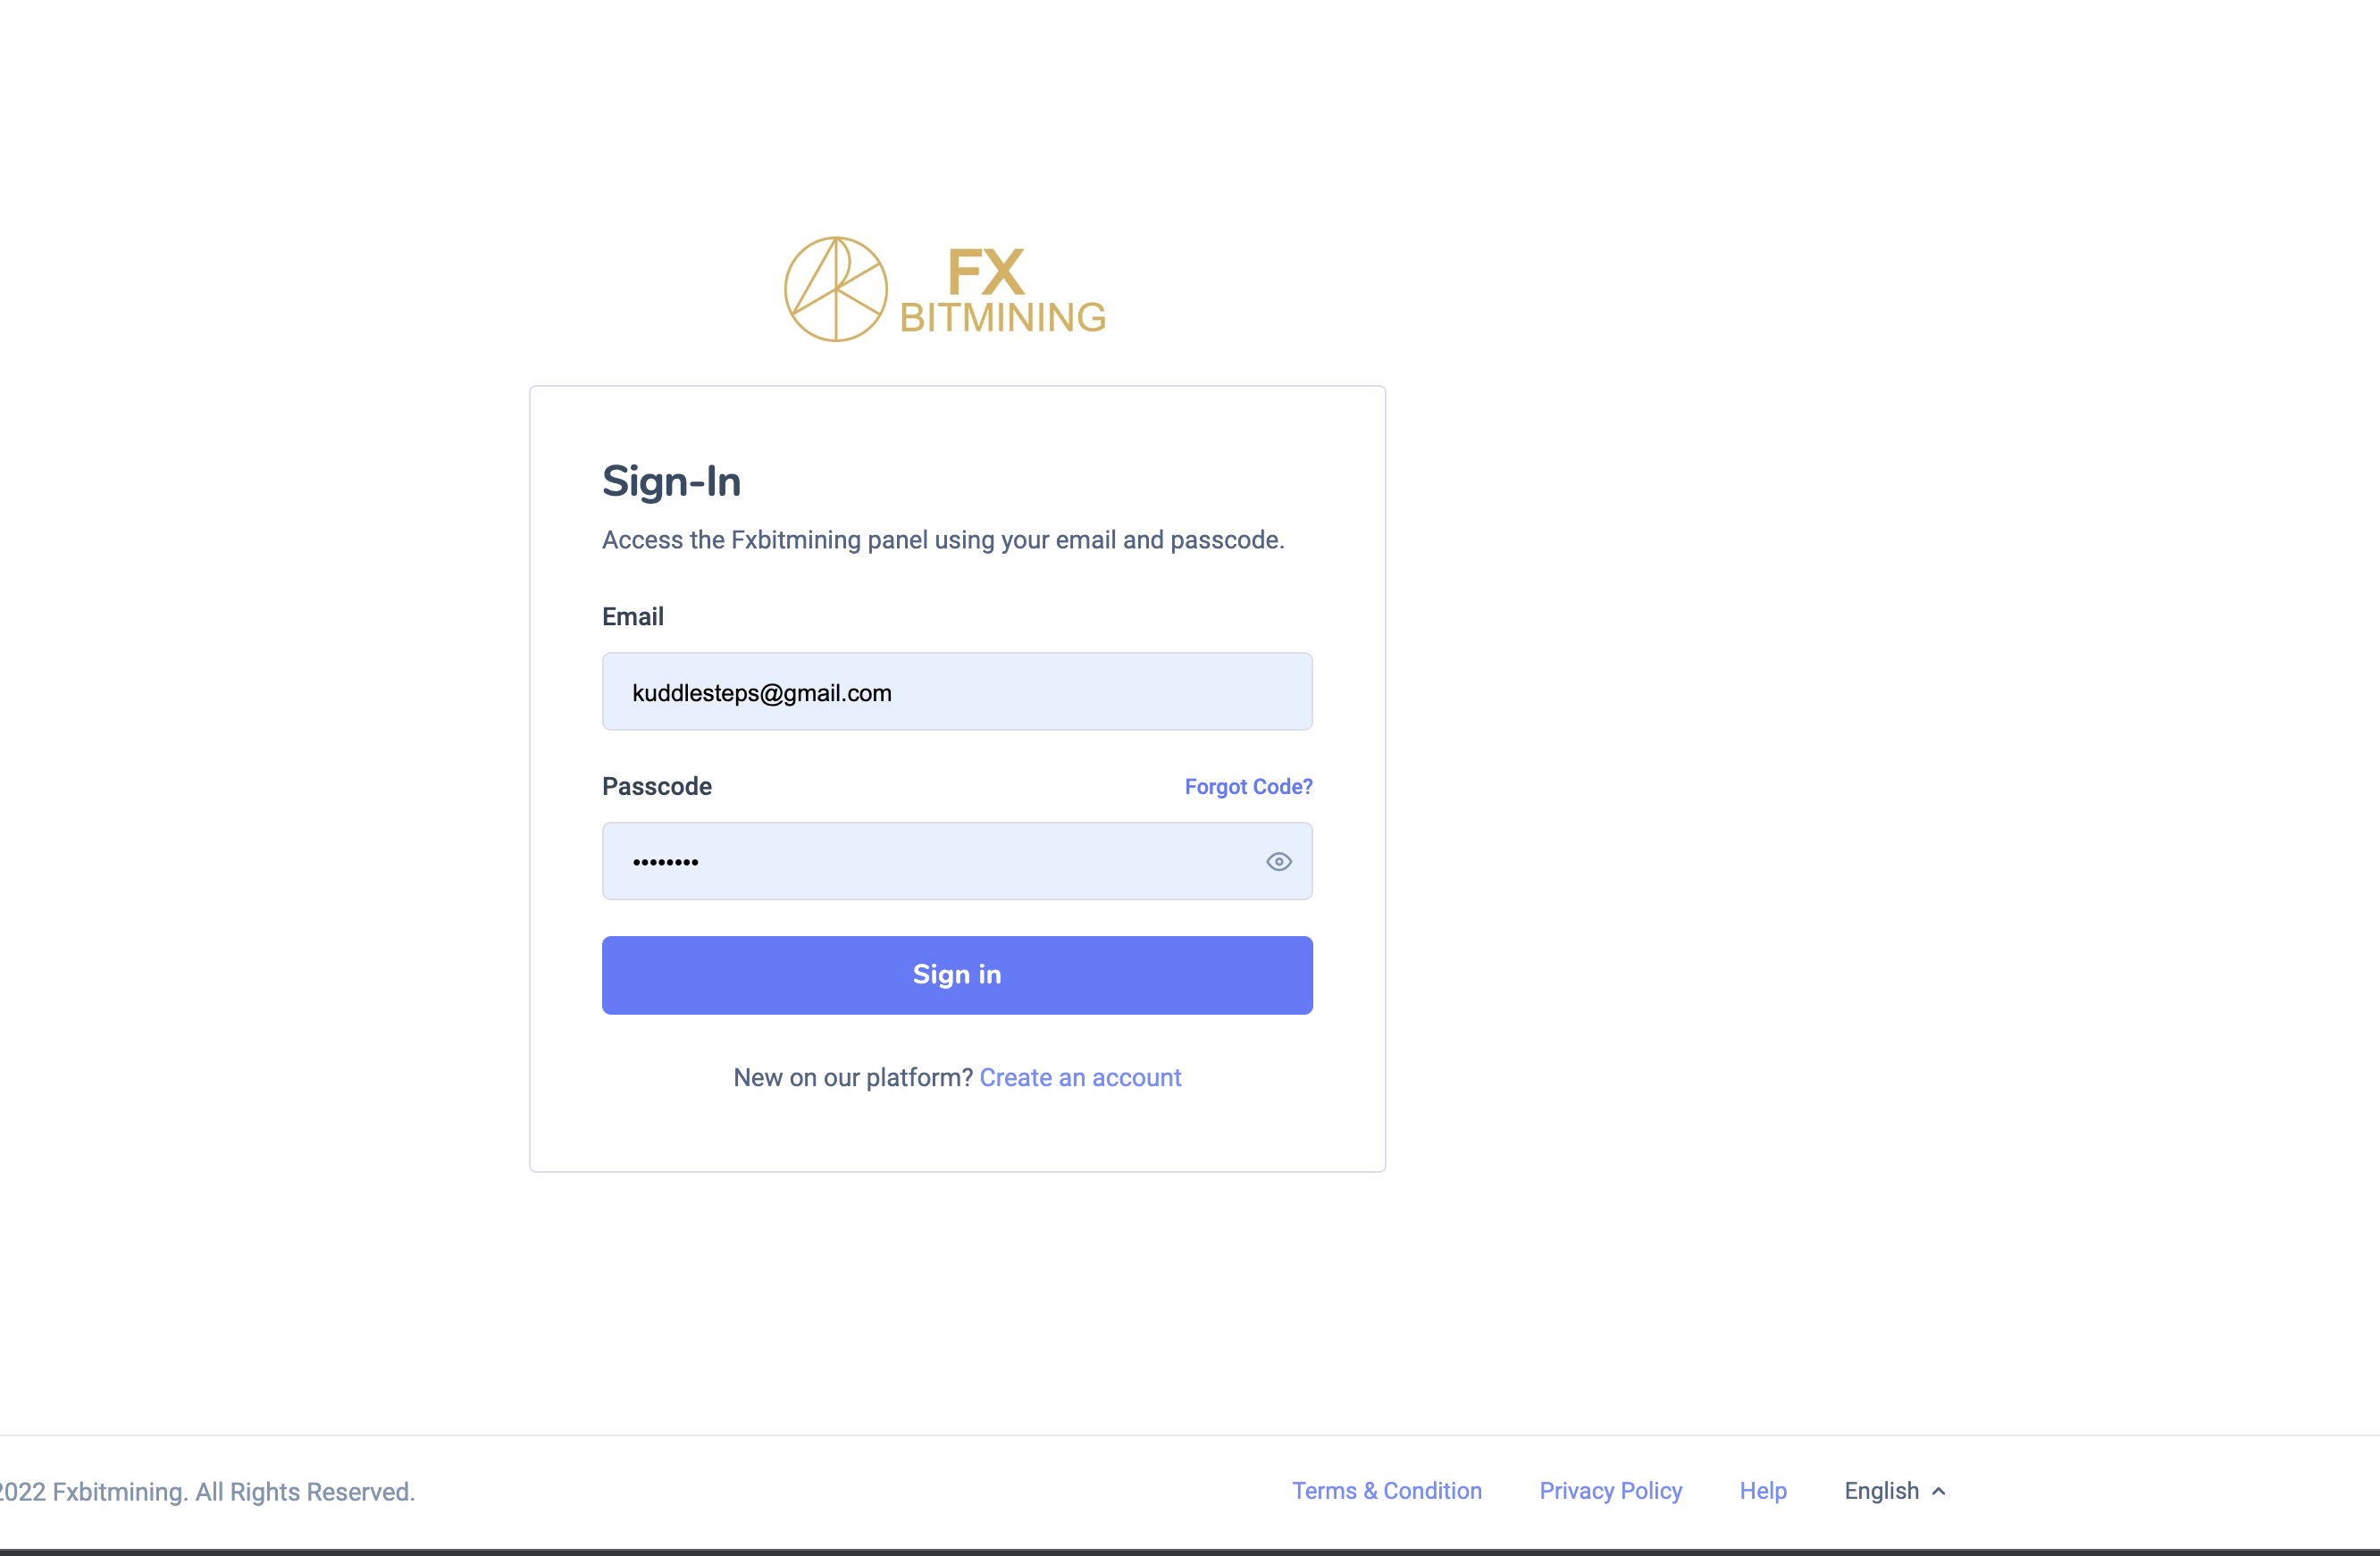 FX
BITMINING
Sign-In
Access the Fxbitmining panel using your email and passcode.
Email
kuddlesteps@gmail.com
Passcode
Forgot Code?
••••••••
Sign in
New on our platform? Create an account
2022 Fxbitmining. All Rights Reserved.
Terms & Condition
Privacy Policy
Help
English